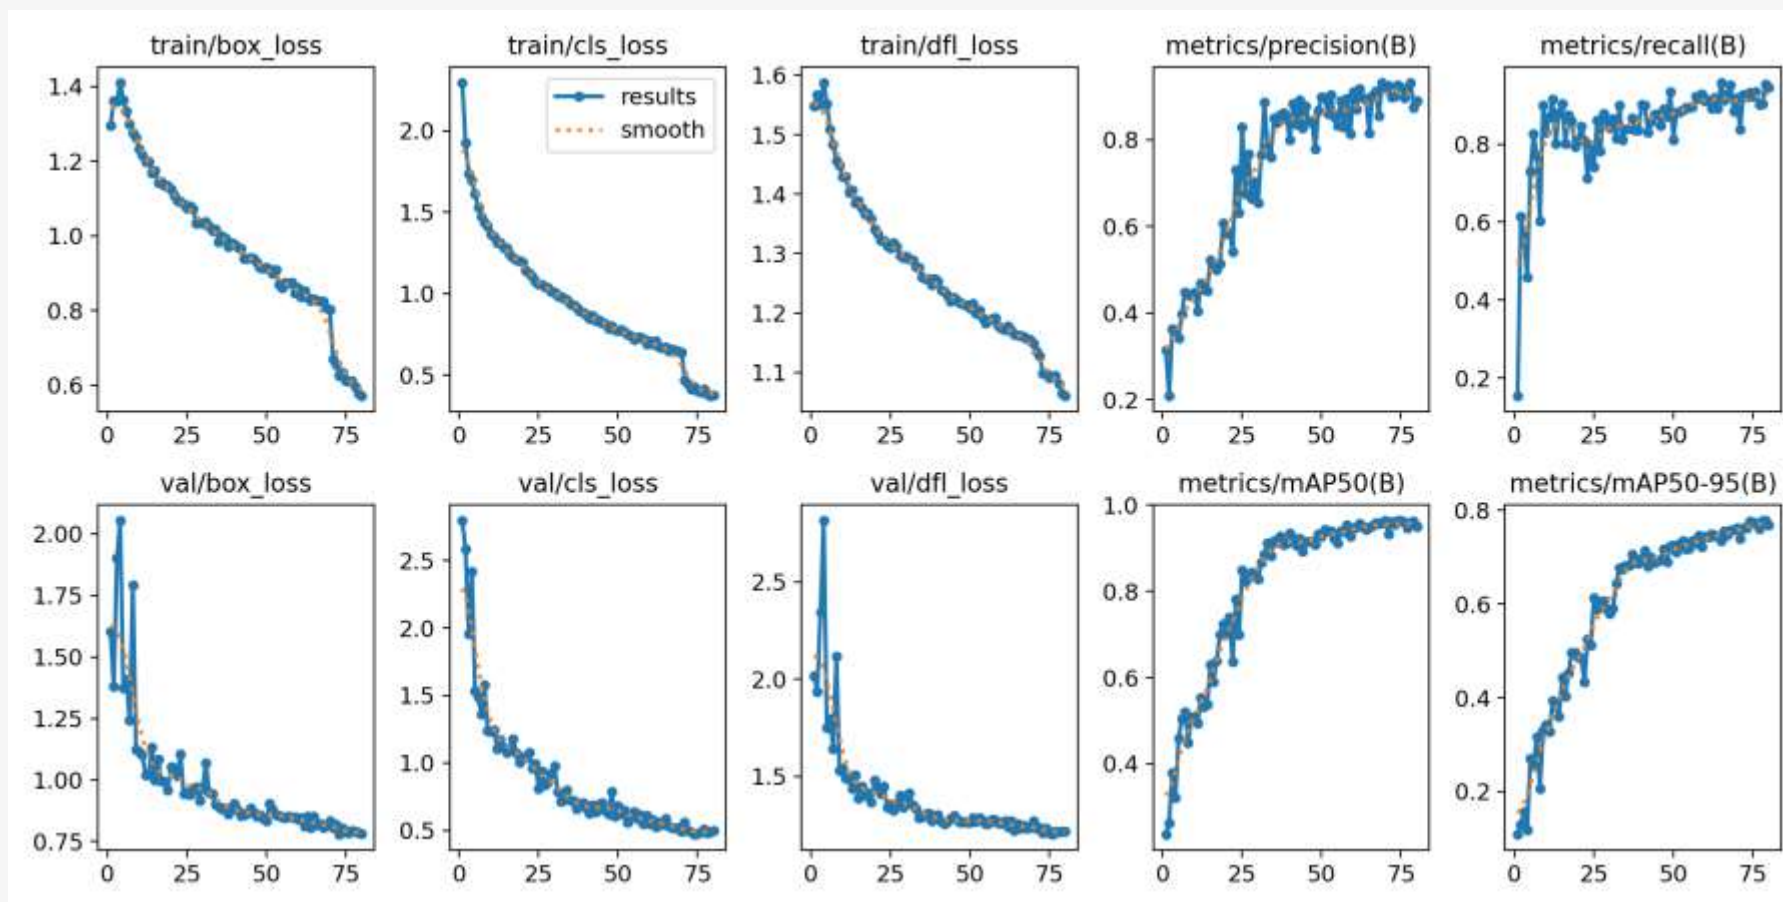 train/box_loss
train/cls_loss
train/dfl_loss
metrics/precision(B)
metrics/recall(B)
1.4
1.2
1.0
0.8
0.6
0 25 50 75
results
smooth
2.0
1.5
1.0
0.5
0 25 50 75
1.6
1.5
1.4
1.3
1.2
1.1
0 25 50 75
0.8
0.6
0.4
0.2
0 25 50 75
0.8
0.6
0.4
0.2
0 25 50 75
val/box_loss
val/cls_loss
val/dfl_loss
metrics/mAP50(B)
metrics/mAP50-95(B)
2.00
1.75
1.50
1.25
1.00
0.75
0 25 50 75
2.5
2.0
1.5
1.0
0.5
0 25 50 75
2.5
2.0
1.5
0 25 50 75
1.0
0.8
0.6
0.4
0 25 50 75
0.8
0.6
0.4
0.2
0 25 50 75